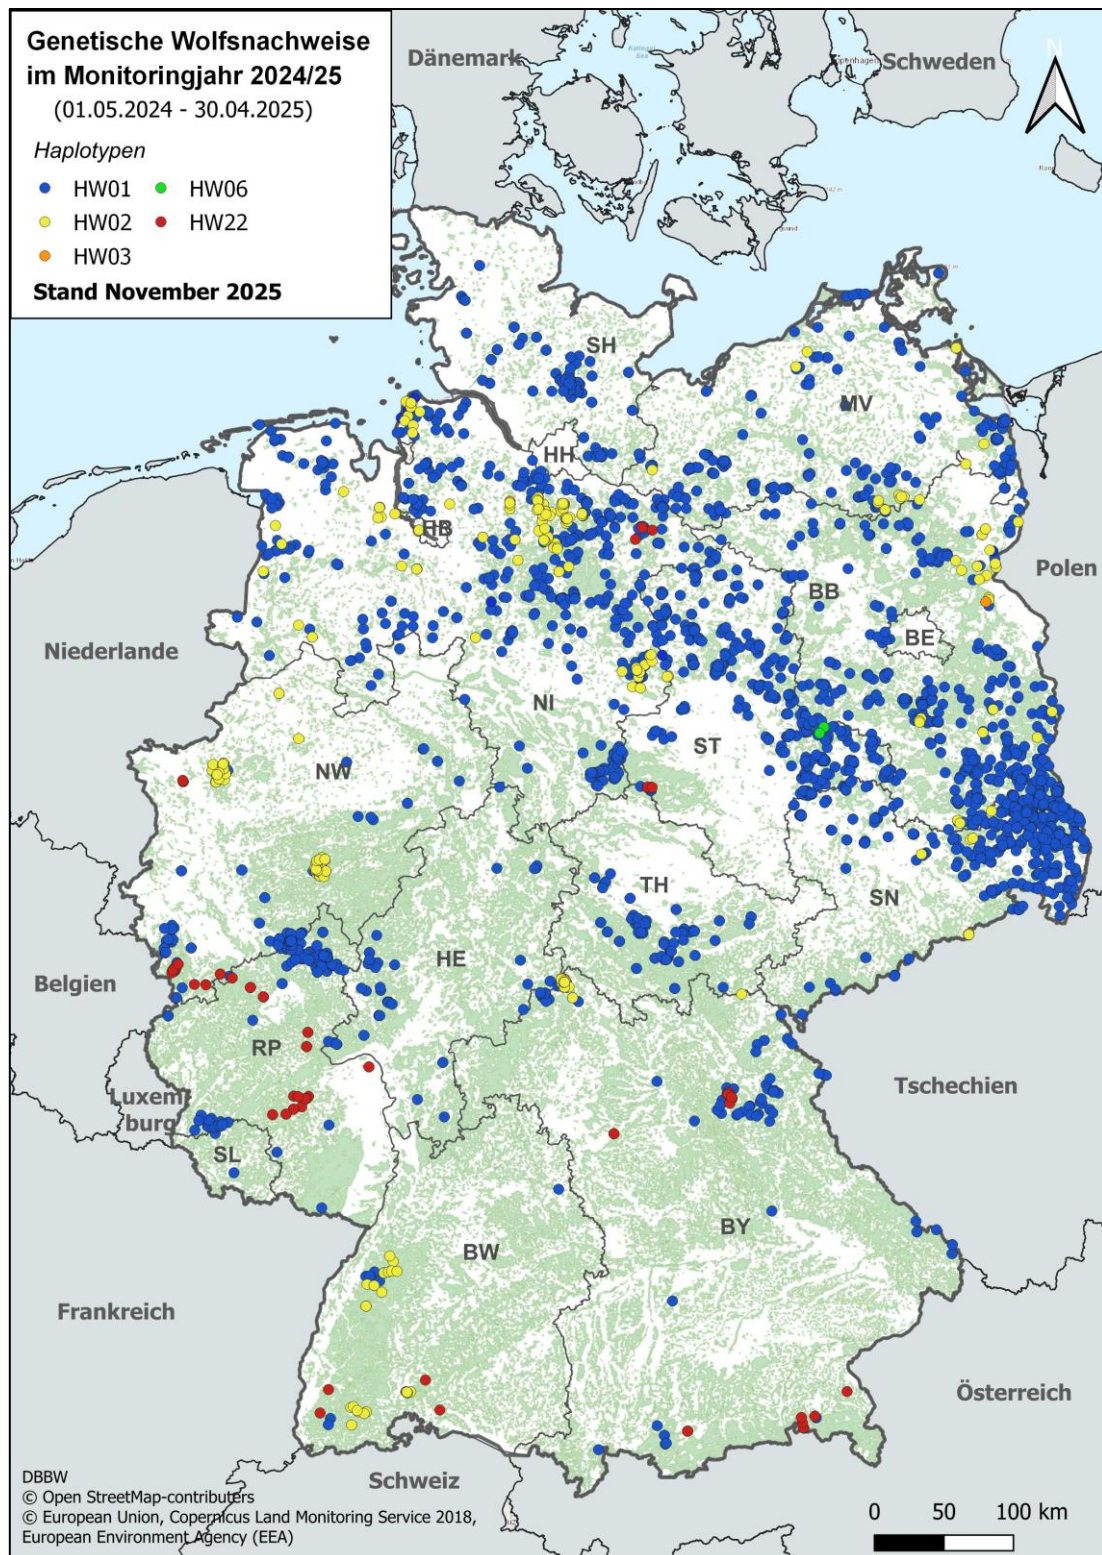 Genetische Wolfsnachweise
im Monitoringjahr 2024/25
(01.05.2024 - 30.04.2025)
Haplotypen
HW01
HW06
HW02
HW22
HW03
Stand November 2025
Dänemark
Schweden
N
SH
MV
HH
HB
Polen
BB
BE
Niederlande
NI
ST
NW
TH
SN
HE
Belgien
RP
Tschechien
Luxem-
burg
SL
BY
BW
Frankreich
Österreich
Schweiz
DBBW
© Open StreetMap-contributers
© European Union, Copernicus Land Monitoring Service 2018,
European Environment Agency (EEA)
0 50 100 km